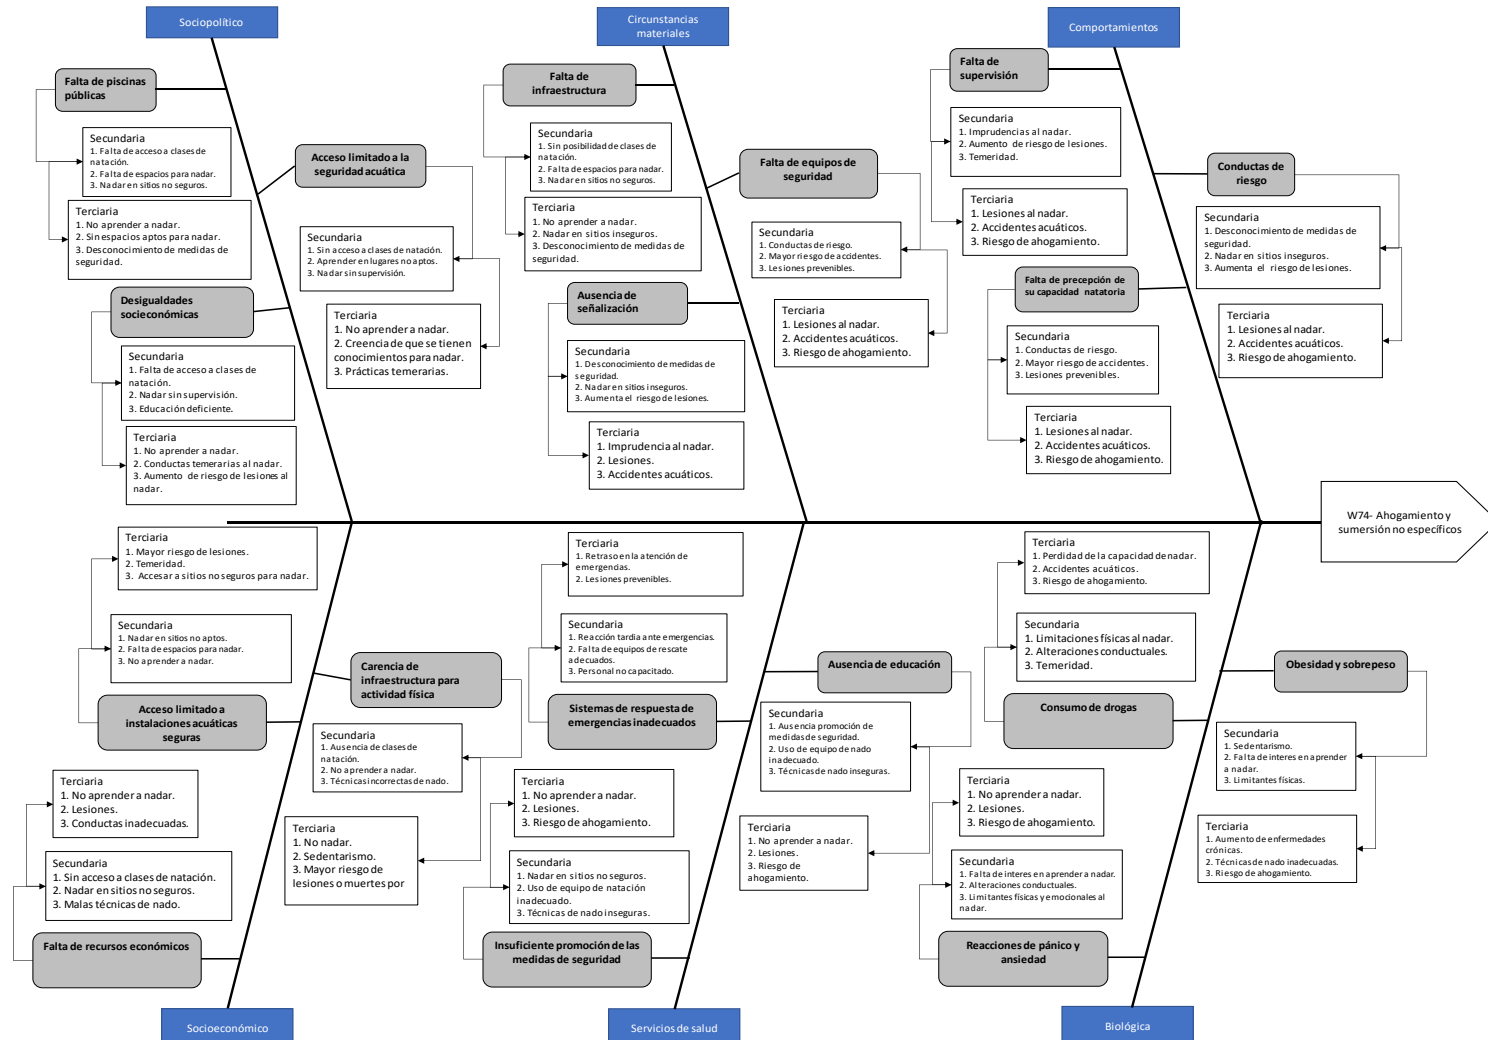 Sociopolítico
Falta de piscinas
públicas
Secundaria
1. Falta de acceso a clases de
natación.
2. Falta de espacios para nadar.
3. Nadar en sitios no seguros.
Terciaria
1. No aprender a nadar.
2. Sin espacios aptos para nadar.
3. Desconocimiento de medidas de
seguridad.
Acceso limitado a la
seguridad acuática
Secundaria
1. Sin acceso a clases de natación.
2. Aprender en lugares no aptos.
3. Nadar sin supervisión.
Terciaria
1. No aprender a nadar.
2. Creencia de que se tienen
conocimientos para nadar.
3. Prácticas temerarias.
Desigualdades
socioeconómicas
Secundaria
1. Falta de acceso a clases de
natación.
2. Nadar sin supervisión.
3. Educación deficiente.
Terciaria
1. No aprender a nadar.
2. Conductas temerarias al nadar.
3. Aumento de riesgo de lesiones al
nadar.
Circunstancias
materiales
Falta de
infraestructura
Secundaria
1. Sin posibilidad de clases de
natación.
2. Falta de espacios para nadar.
3. Nadar en sitios no seguros.
Terciaria
1. No aprender a nadar.
2. Nadar en sitios inseguros.
3. Desconocimiento de medidas de
seguridad.
Falta de equipos de
seguridad
Secundaria
1. Conductas de riesgo.
2. Mayor riesgo de accidentes.
3. Lesiones prevenibles.
Terciaria
1. Lesiones al nadar.
2. Accidentes acuáticos.
3. Riesgo de ahogamiento.
Ausencia de
señalización
Secundaria
1. Desconocimiento de medidas de
seguridad.
2. Nadar en sitios inseguros.
3. Aumenta el riesgo de lesiones.
Terciaria
1. Imprudencia al nadar.
2. Lesiones.
3. Accidentes acuáticos.
Comportamientos
Falta de
supervisión
Secundaria
1. Imprudencias al nadar.
2. Aumento de riesgo de lesiones.
3. Temeridad.
Terciaria
1. Lesiones al nadar.
2. Accidentes acuáticos.
3. Riesgo de ahogamiento.
Conductas de
riesgo
Secundaria
1. Desconocimiento de medidas de
seguridad.
2. Nadar en sitios inseguros.
3. Aumenta el riesgo de lesiones.
Terciaria
1. Lesiones al nadar.
2. Accidentes acuáticos.
3. Riesgo de ahogamiento.
Falta de precepción de
su capacidad natatoria
Secundaria
1. Conductas de riesgo.
2. Mayor riesgo de accidentes.
3. Lesiones prevenibles.
Terciaria
1. Lesiones al nadar.
2. Accidentes acuáticos.
3. Riesgo de ahogamiento.
W74- Ahogamiento y
sumersión no específicos
Terciaria
1. Mayor riesgo de lesiones.
2. Temeridad.
3. Accesar a sitios no seguros para nadar.
Secundaria
1. Nadar en sitios no aptos.
2. Falta de espacios para nadar.
3. No aprender a nadar.
Acceso limitado a
instalaciones acuáticas
seguras
Carencia de
infraestructura para
actividad física
Secundaria
1. Ausencia de clases de
natación.
2. No aprender a nadar.
3. Técnicas incorrectas de nado.
Terciaria
1. No nadar.
2. Sedentarismo.
3. Mayor riesgo de
lesiones o muertes por
Terciaria
1. No aprender a nadar.
2. Lesiones.
3. Conductas inadecuadas.
Secundaria
1. Sin acceso a clases de natación.
2. Nadar en sitios no seguros.
3. Malas técnicas de nado.
Falta de recursos económicos
Socioeconómico
Terciaria
1. Retraso en la atención de
emergencias.
2. Lesiones prevenibles.
Secundaria
1. Reacción tardia ante emergencias.
2. Falta de equipos de rescate
adecuados.
3. Personal no capacitado.
Sistemas de respuesta de
emergencias inadecuados
Ausencia de educación
Secundaria
1. Ausencia promoción de
medidas de seguridad.
2. Uso de equipo de nado
inadecuado.
3. Técnicas de nado inseguras.
Terciaria
1. No aprender a nadar.
2. Lesiones.
3. Riesgo de
ahogamiento.
Terciaria
1. No aprender a nadar.
2. Lesiones.
3. Riesgo de ahogamiento.
Secundaria
1. Nadar en sitios no seguros.
2. Uso de equipo de natación
inadecuado.
3. Técnicas de nado inseguras.
Insuficiente promoción de las
medidas de seguridad
Servicios de salud
Terciaria
1. Perdidad de la capacidad de nadar.
2. Accidentes acuáticos.
3. Riesgo de ahogamiento.
Secundaria
1. Limitaciones físicas al nadar.
2. Alteraciones conductuales.
3. Temeridad.
Consumo de drogas
Obesidad y sobrepeso
Secundaria
1. Sedentarismo.
2. Falta de interes en aprender
a nadar.
3. Limitantes físicas.
Terciaria
1. Aumento de enfermedades
crónicas.
2. Técnicas de nado inadecuadas.
3. Riesgo de ahogamiento.
Terciaria
1. No aprender a nadar.
2. Lesiones.
3. Riesgo de ahogamiento.
Secundaria
1. Falta de interes en aprender a nadar.
2. Alteraciones conductuales.
3. Limitantes físicas y emocionales al
nadar.
Reacciones de pánico y
ansiedad
Biológica